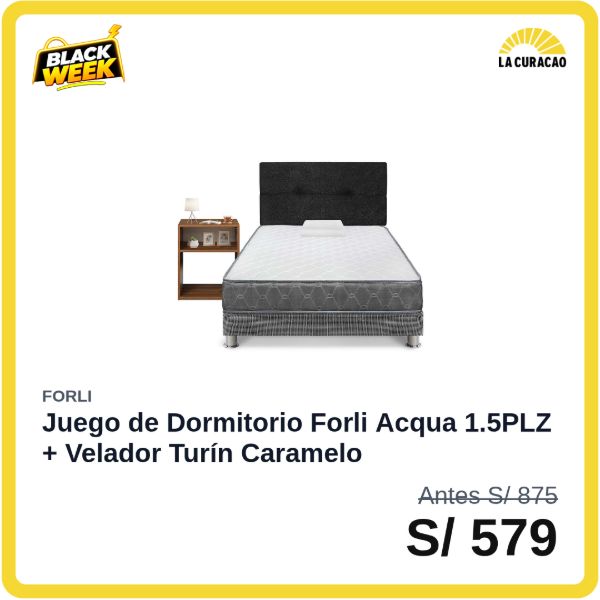 BLACK
WEEK
LA CURACAO
FORLI
Juego de Dormitorio Forli Acqua 1.5PLZ
+ Velador Turín Caramelo
Antes S/ 875
S/ 579